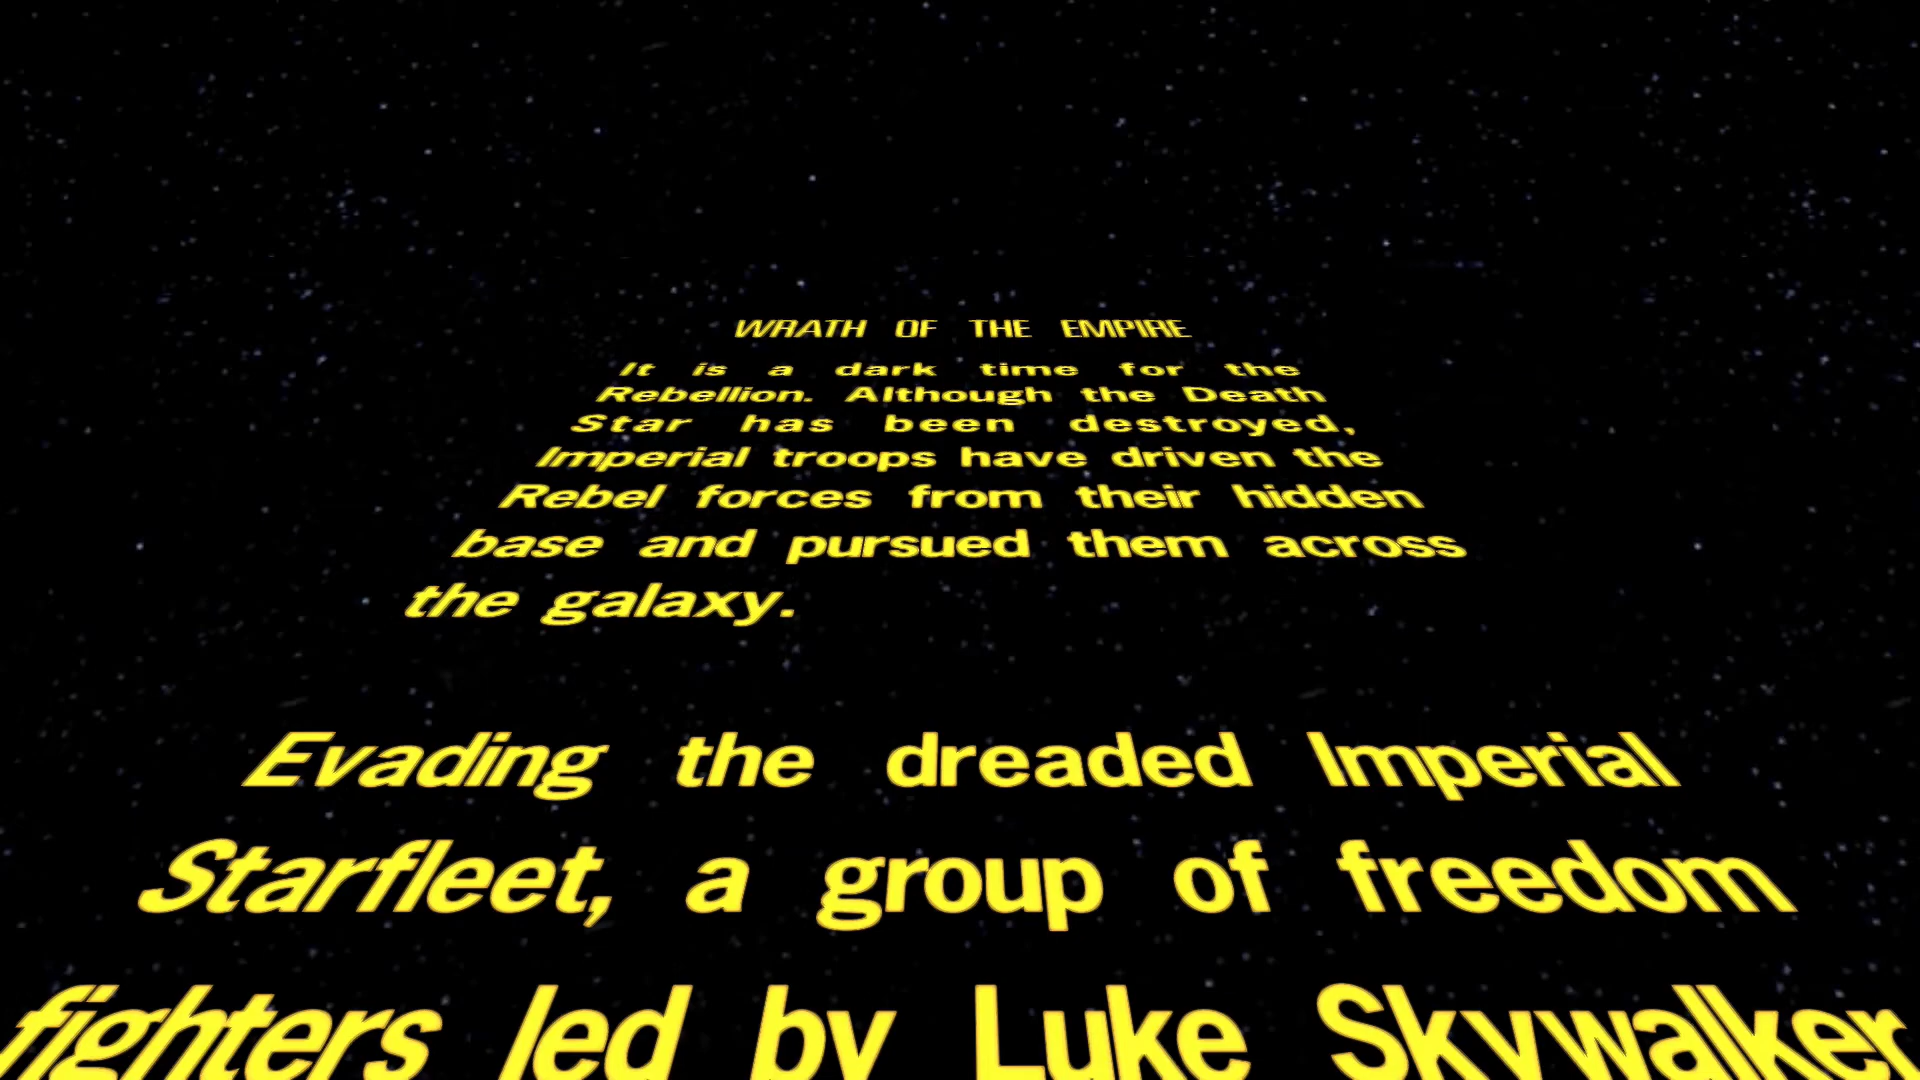 WRATH OF THE EMPIRE
It is a dark time for the
Rebellion. Although the Death
Star has been destroyed,
Imperial troops have driven the
Rebel forces from their hidden
base and pursued them across
the galaxy.
Evading the dreaded Imperial
Starfleet, a group of freedom
fighters led by Luke Skywalker